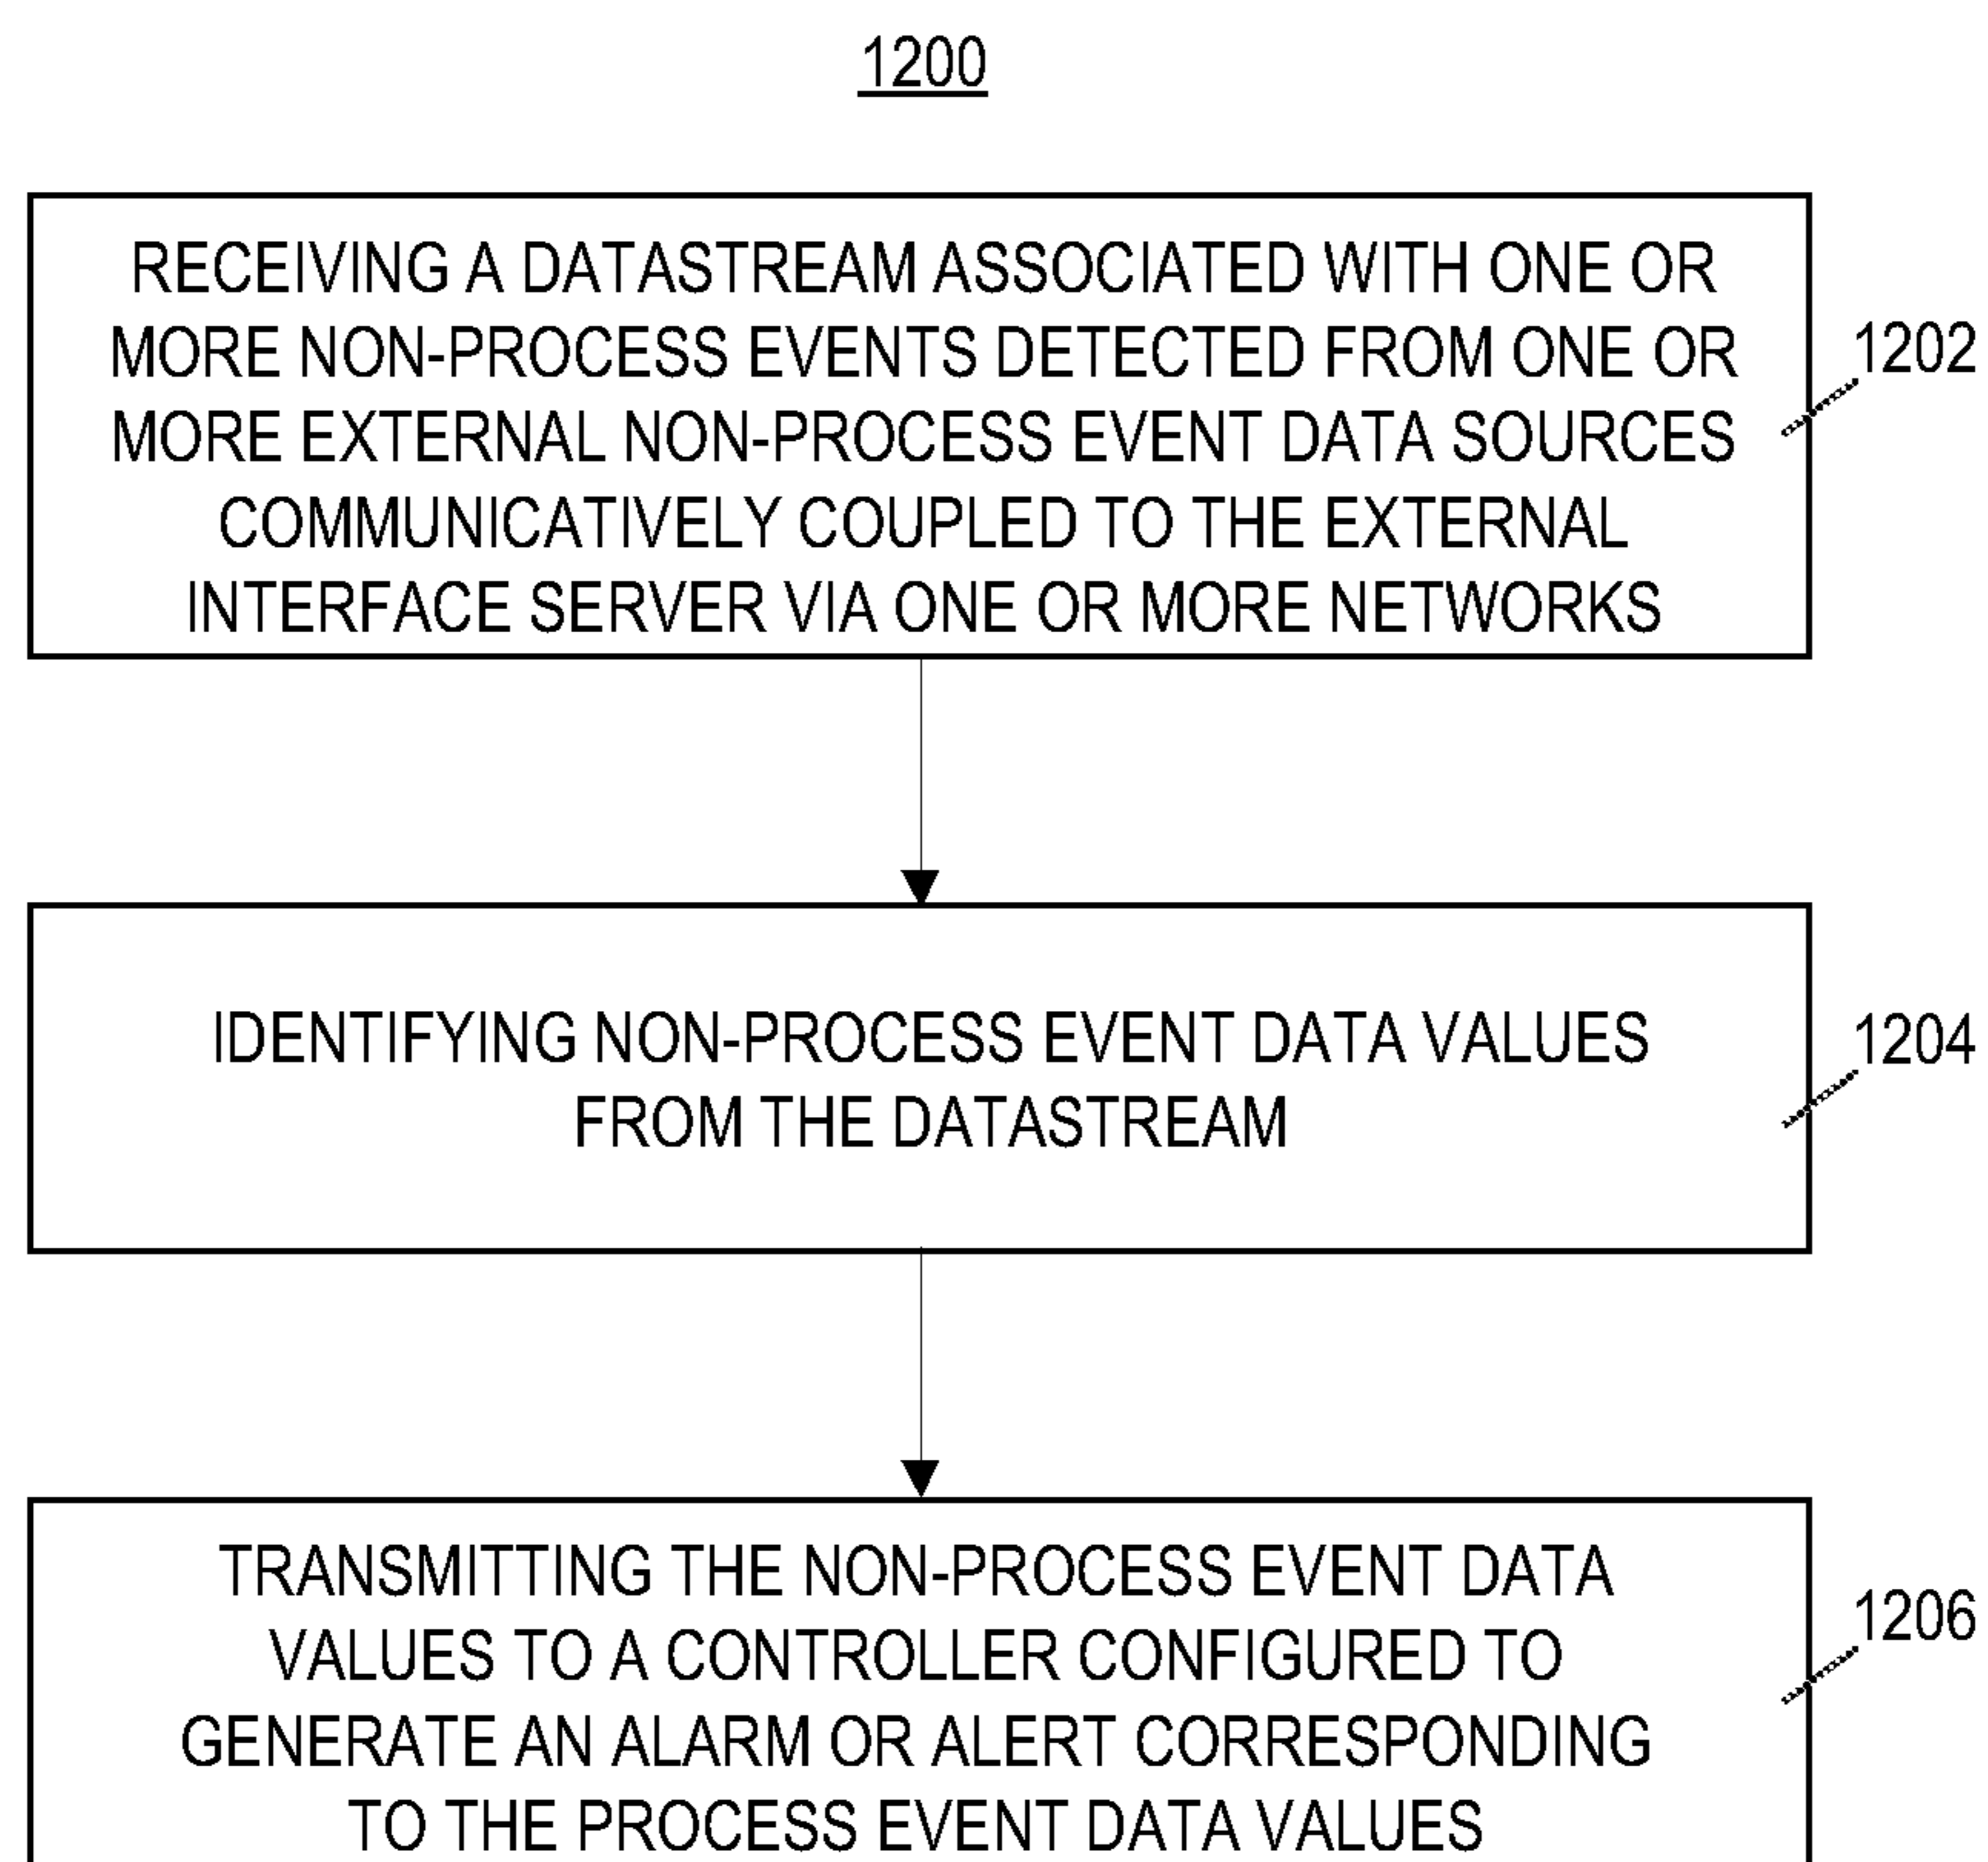 1200
RECEIVING A DATASTREAM ASSOCIATED WITH ONE OR
MORE NON-PROCESS EVENTS DETECTED FROM ONE OR
MORE EXTERNAL NON-PROCESS EVENT DATA SOURCES
COMMUNICATIVELY COUPLED TO THE EXTERNAL
INTERFACE SERVER VIA ONE OR MORE NETWORKS
1202
IDENTIFYING NON-PROCESS EVENT DATA VALUES
FROM THE DATASTREAM
1204
TRANSMITTING THE NON-PROCESS EVENT DATA
VALUES TO A CONTROLLER CONFIGURED TO
GENERATE AN ALARM OR ALERT CORRESPONDING
TO THE PROCESS EVENT DATA VALUES
1206